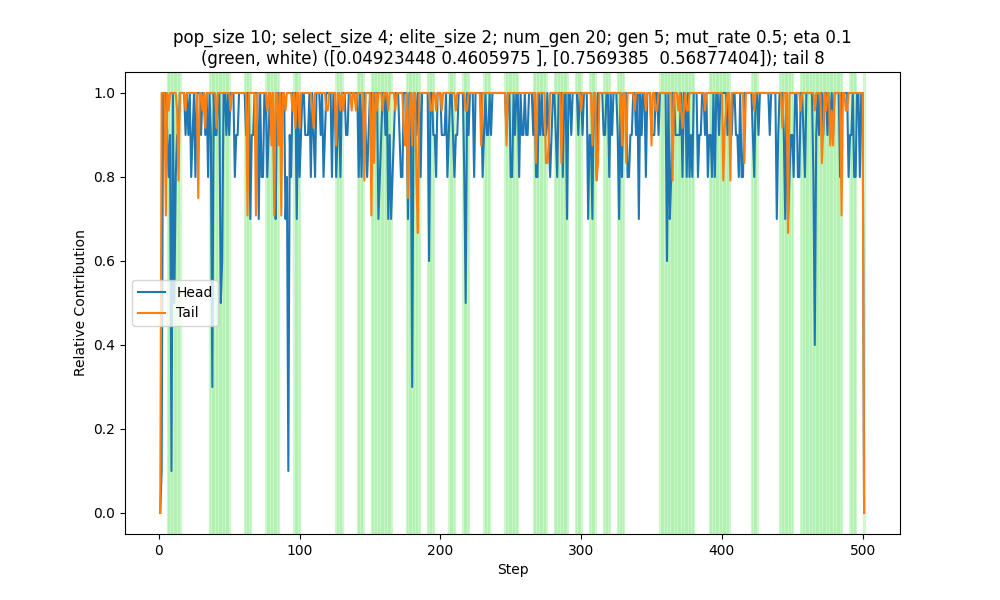 pop_size 10; select_size 4; elite_size 2; num_gen 20; gen 5; mut_rate 0.5; eta 0.1
(green, white) ([0.04923448 0.4605975 ], [0.7569385  0.56877404]); tail 8
1.0
0.8
0.6
0.4
0.2
0.0
Relative Contribution
Head
Tail
0
100
200
300
400
500
Step